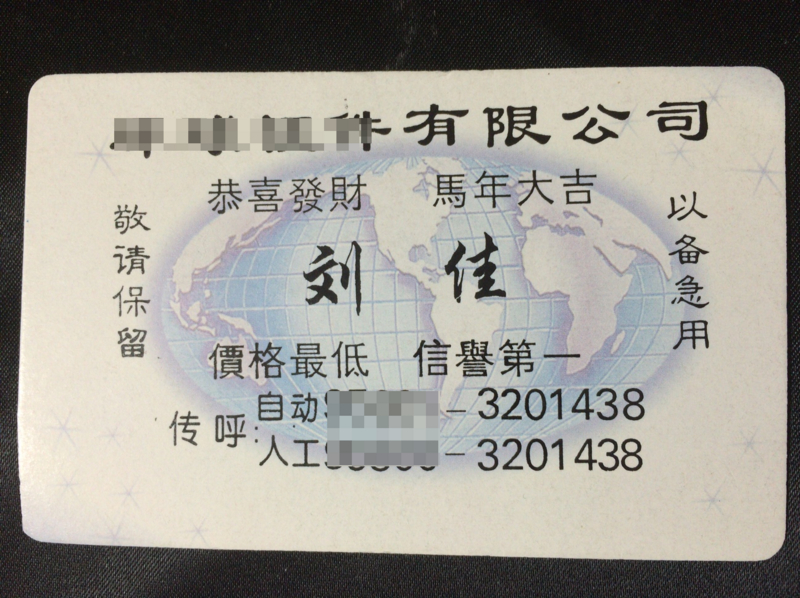 件有限公司
恭喜發財 馬年大吉
敬请保留
刘佳
以备急用
價格最低 信譽第一
传呼:
自动 – 3201438
人工 – 3201438